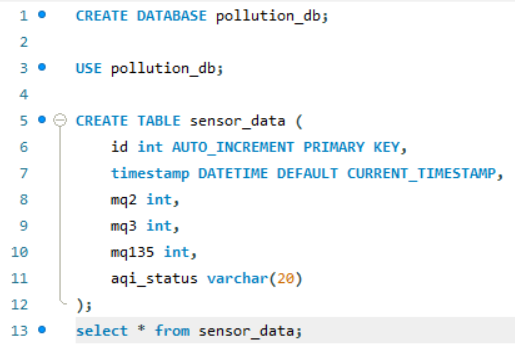 1 CREATE DATABASE pollution_db;
2
3 USE pollution_db;
4
5 CREATE TABLE sensor_data (
6 id int AUTO_INCREMENT PRIMARY KEY,
7 timestamp DATETIME DEFAULT CURRENT_TIMESTAMP,
8 mq2 int,
9 mq3 int,
10 mq135 int,
11 aqi_status varchar(20)
12 );
13 select * from sensor_data;